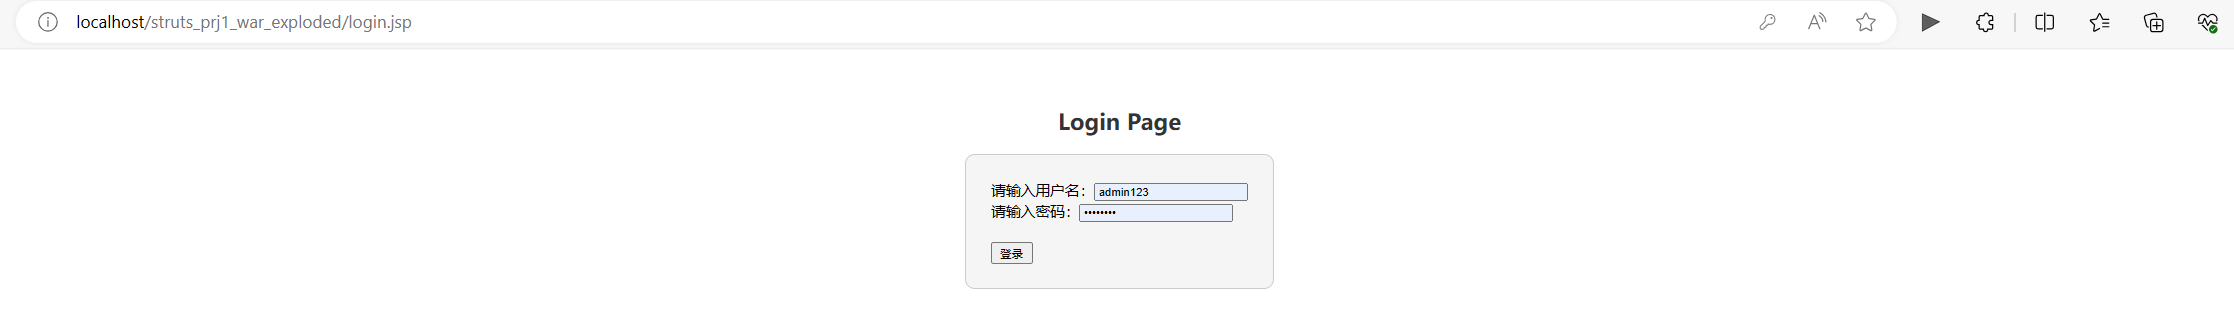 localhost/struts_prj1_war_exploded/login.jsp
Login Page
请输入用户名：admin123
请输入密码：••••••••
登录